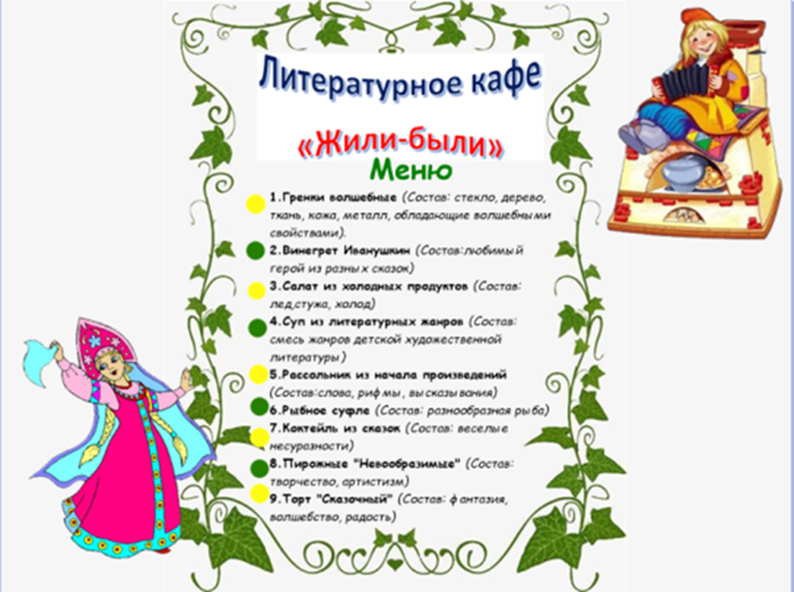 Литературное кафе
«Жили-были»
Меню
1.Гренки волшебные (Состав: стекло, дерево,
ткань, кожа, металл, обладающие волшебными
свойствами).
2.Винегрет Иванушкин (Состав:любимый
герой из разных сказок)
3.Салат из холодных продуктов (Состав:
лед,стужа, холод)
4.Суп из литературных жанров (Состав:
смесь жанров детской художественной
литературы)
5.Рассольник из начала произведений
(Состав:слова, рифмы, высказывания)
6.Рыбное суфле (Состав: разнообразная рыба)
7.Коктейль из сказок (Состав: веселые
несуразности)
8.Пирожные "Невообразимые" (Состав:
творчество, артистизм)
9.Торт "Сказочный" (Состав: фантазия,
волшебство, радость)